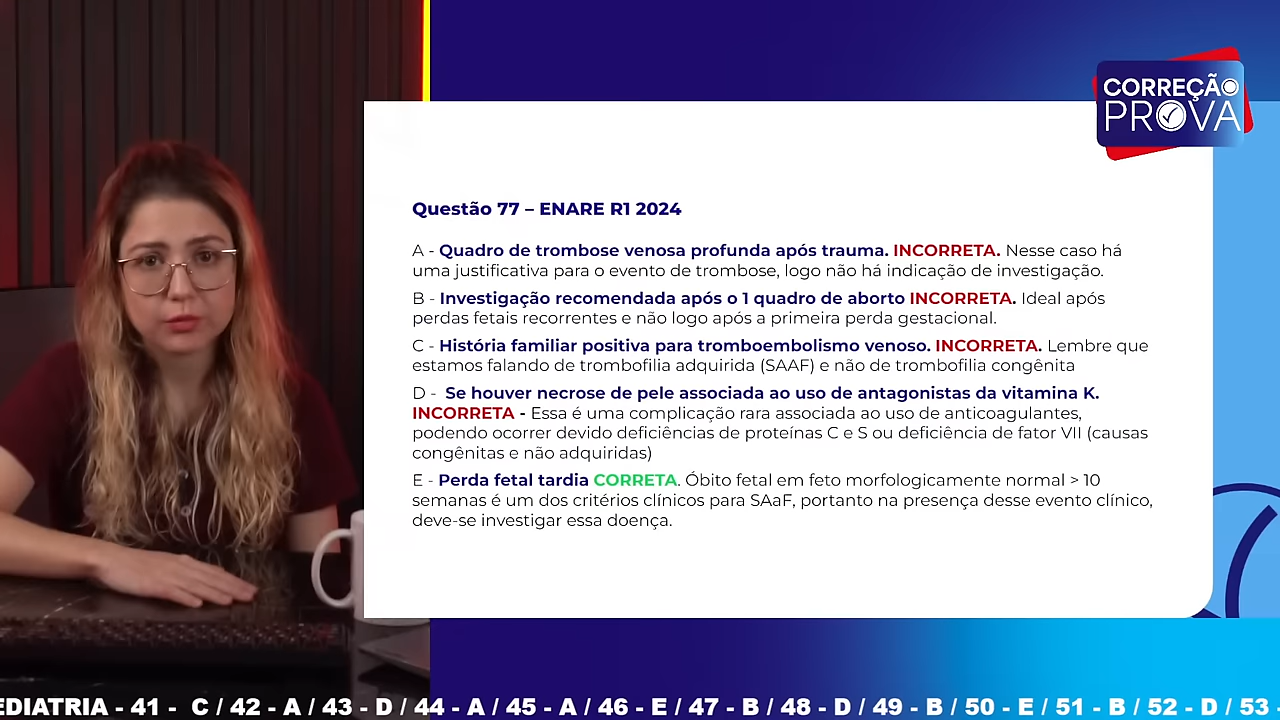 CORREÇÃO
PROVA
Questão 77 – ENARE R1 2024
A - Quadro de trombose venosa profunda após trauma. INCORRETA. Nesse caso há
uma justificativa para o evento de trombose, logo não há indicação de investigação.
B - Investigação recomendada após o 1 quadro de aborto INCORRETA. Ideal após
perdas fetais recorrentes e não logo após a primeira perda gestacional.
C - História familiar positiva para tromboembolismo venoso. INCORRETA. Lembre que
estamos falando de trombofilia adquirida (SAAF) e não de trombofilia congênita
D - Se houver necrose de pele associada ao uso de antagonistas da vitamina K.
INCORRETA - Essa é uma complicação rara associada ao uso de anticoagulantes,
podendo ocorrer devido deficiências de proteínas C e S ou deficiência de fator VII (causas
congênitas e não adquiridas)
E - Perda fetal tardia CORRETA. Óbito fetal em feto morfologicamente normal > 10
semanas é um dos critérios clínicos para SAaF, portanto na presença desse evento clínico,
deve-se investigar essa doença.
EDIATRIA - 41 - C / 42 - A / 43 - D / 44 - A / 45 - A / 46 - E / 47 - B / 48 - D / 49 - B / 50 - E / 51 - B / 52 - D / 53 -